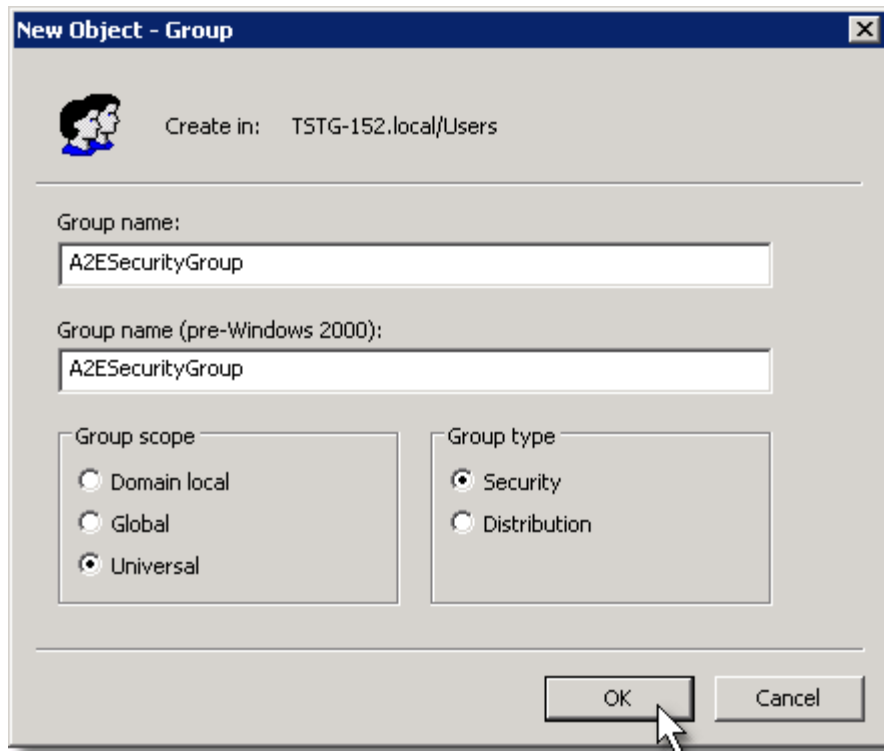 New Object - Group
Create in: TSTG-152.local/Users
Group name:
A2ESecurityGroup
Group name (pre-Windows 2000):
A2ESecurityGroup
Group scope
Domain local
Global
Universal
Group type
Security
Distribution
OK Cancel